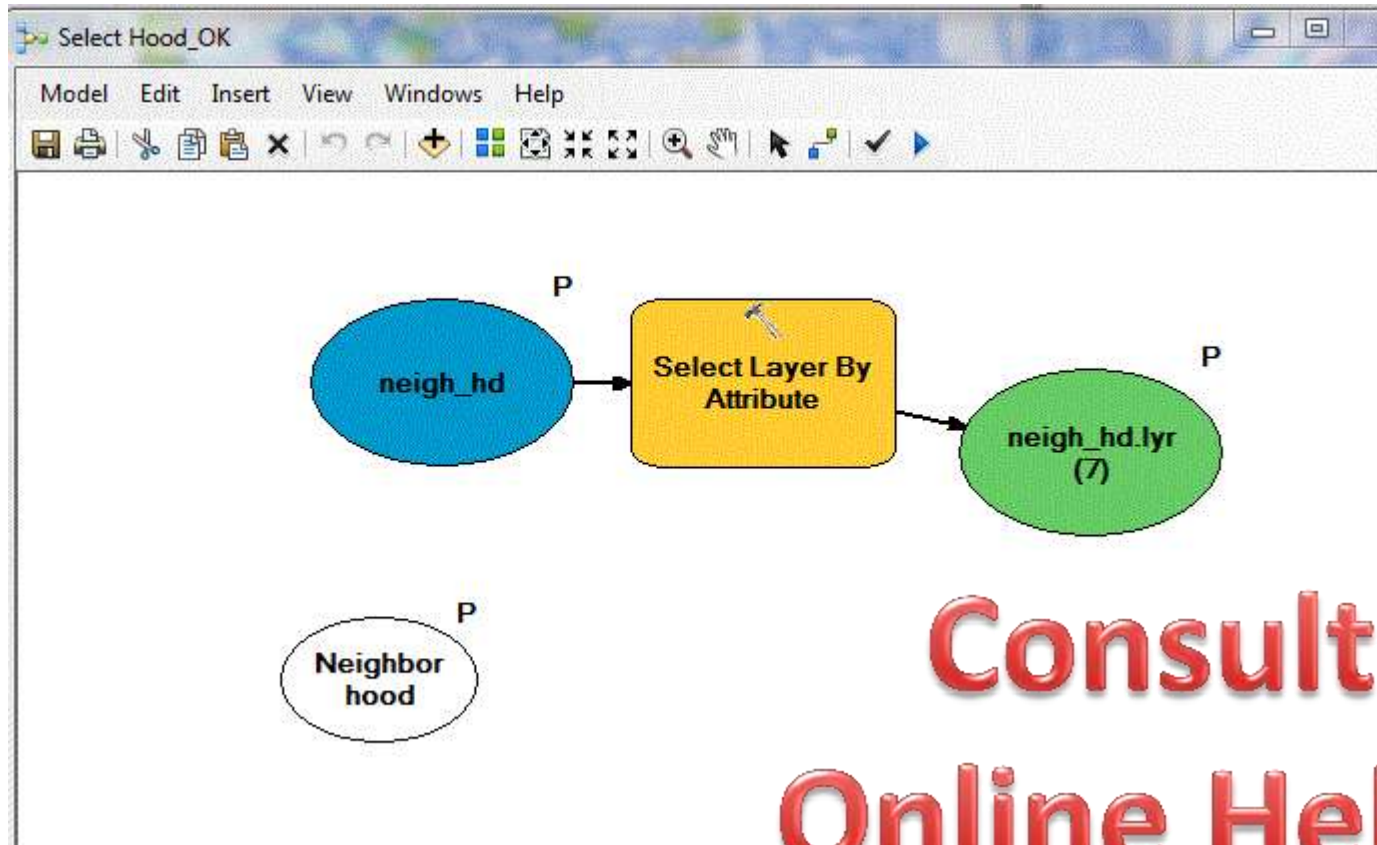 Select Hood_OK
Model Edit Insert View Windows Help
P
neigh_hd
Select Layer By
Attribute
P
neigh_hd.lyr
(7)
P
Neighbor
hood
Consult
Online